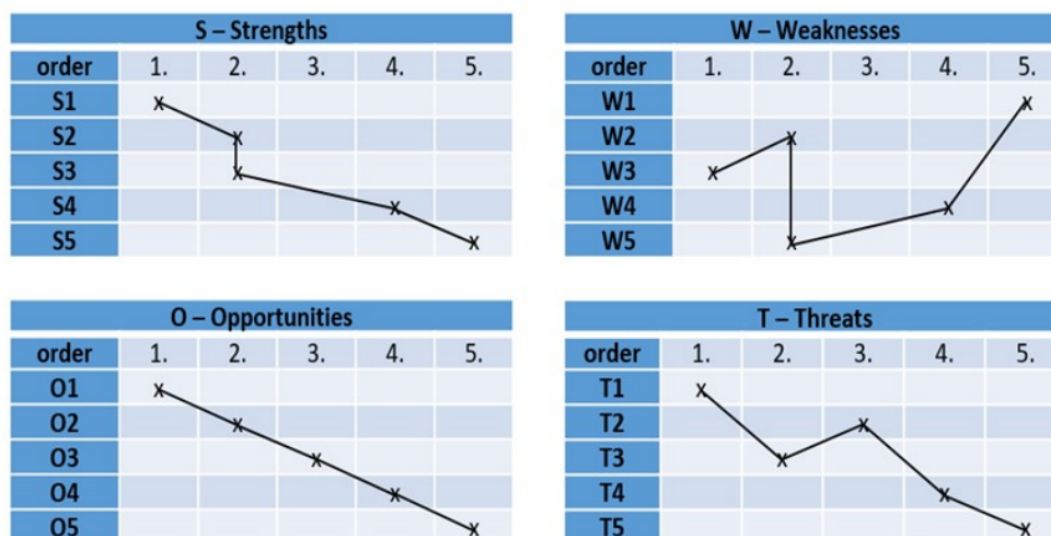 S – Strengths
order 1. 2. 3. 4. 5.
S1 x
S2 x
S3 x
S4 x
S5 x
W – Weaknesses
order 1. 2. 3. 4. 5.
W1 x
W2 x
W3 x
W4 x
W5 x
O – Opportunities
order 1. 2. 3. 4. 5.
O1 x
O2 x
O3 x
O4 x
O5 x
T – Threats
order 1. 2. 3. 4. 5.
T1 x
T2 x
T3 x
T4 x
T5 x